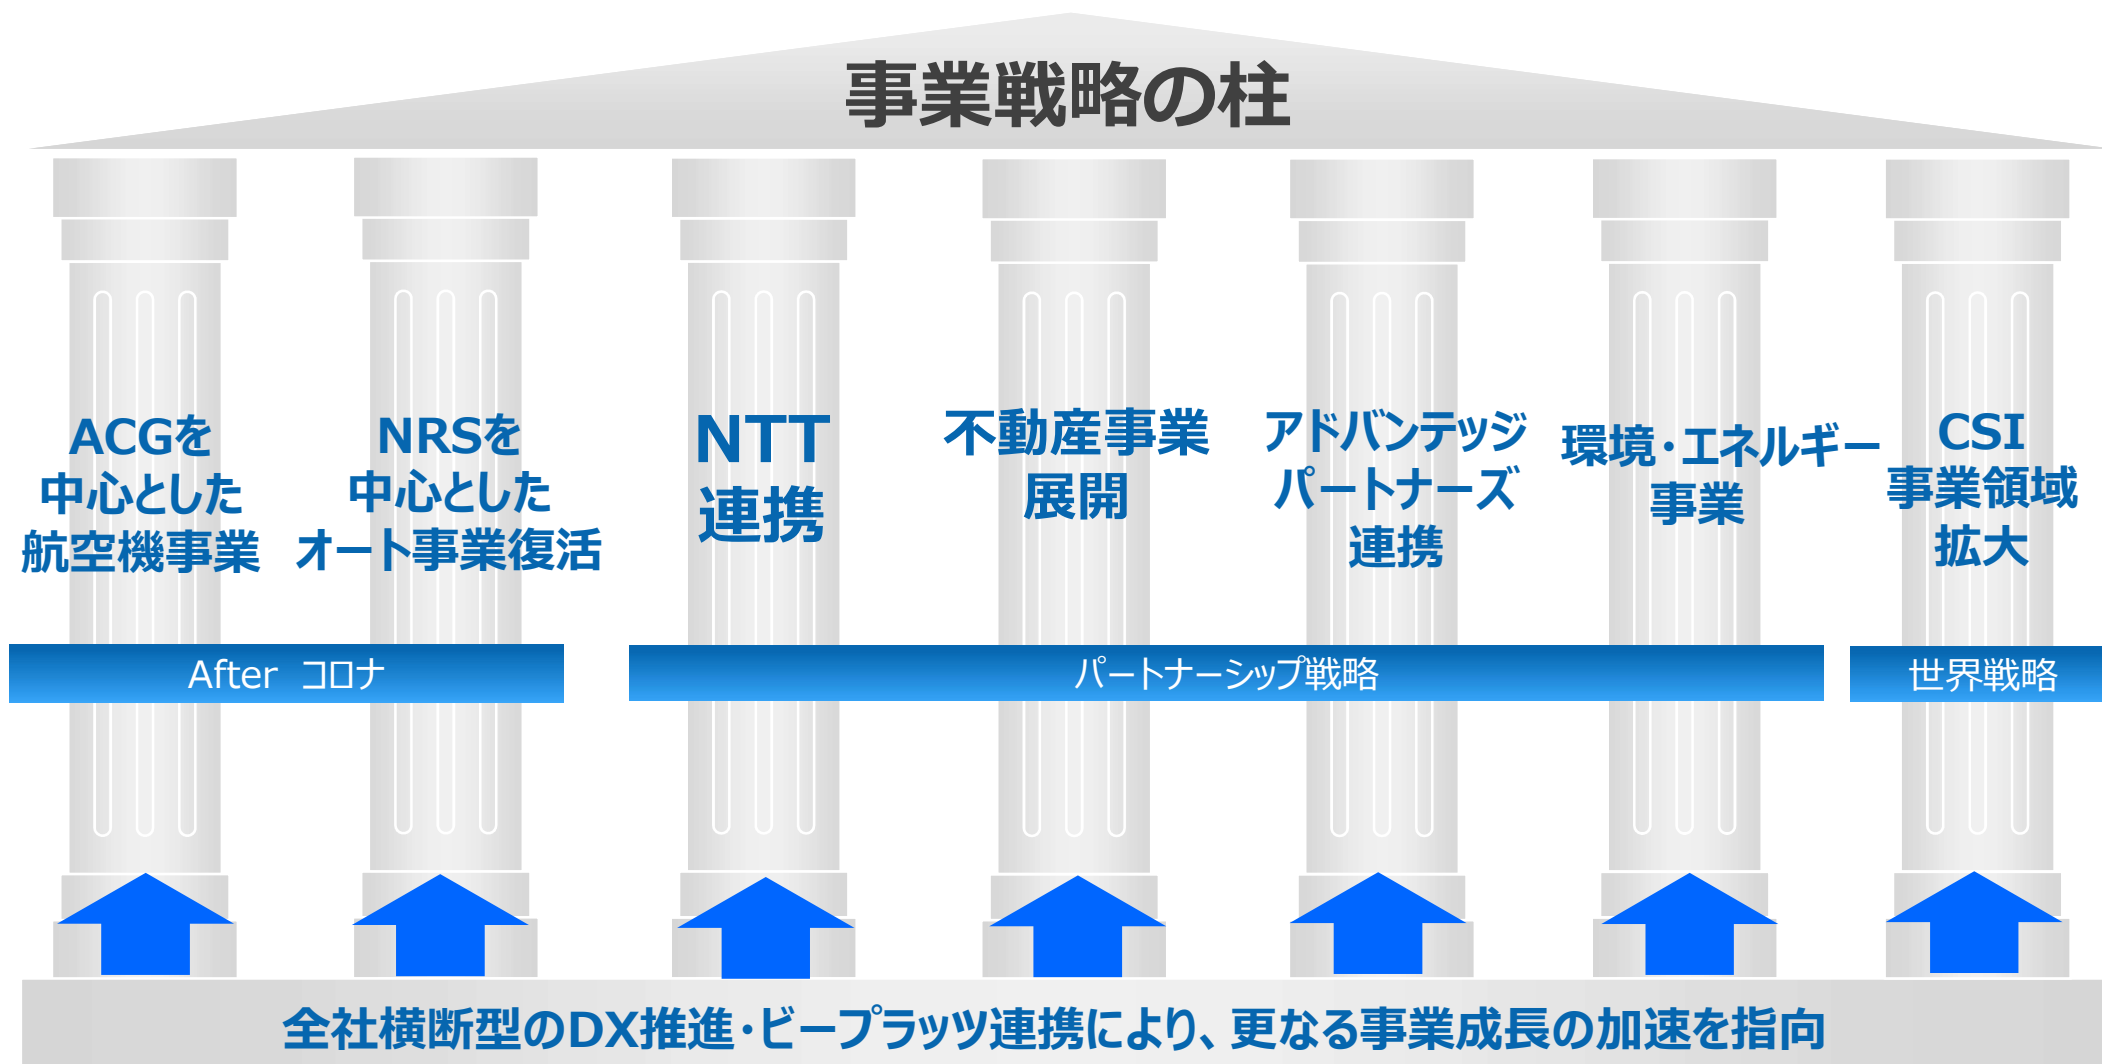 事業戦略の柱
ACGを
中心とした
航空機事業
NRSを
中心とした
オート事業復活
NTT
連携
不動産事業
展開
アドバンテッジ
パートナーズ
連携
環境・エネルギー
事業
CSI
事業領域
拡大
After コロナ
パートナーシップ戦略
世界戦略
全社横断型のDX推進・ビープラッツ連携により、更なる事業成長の加速を指向